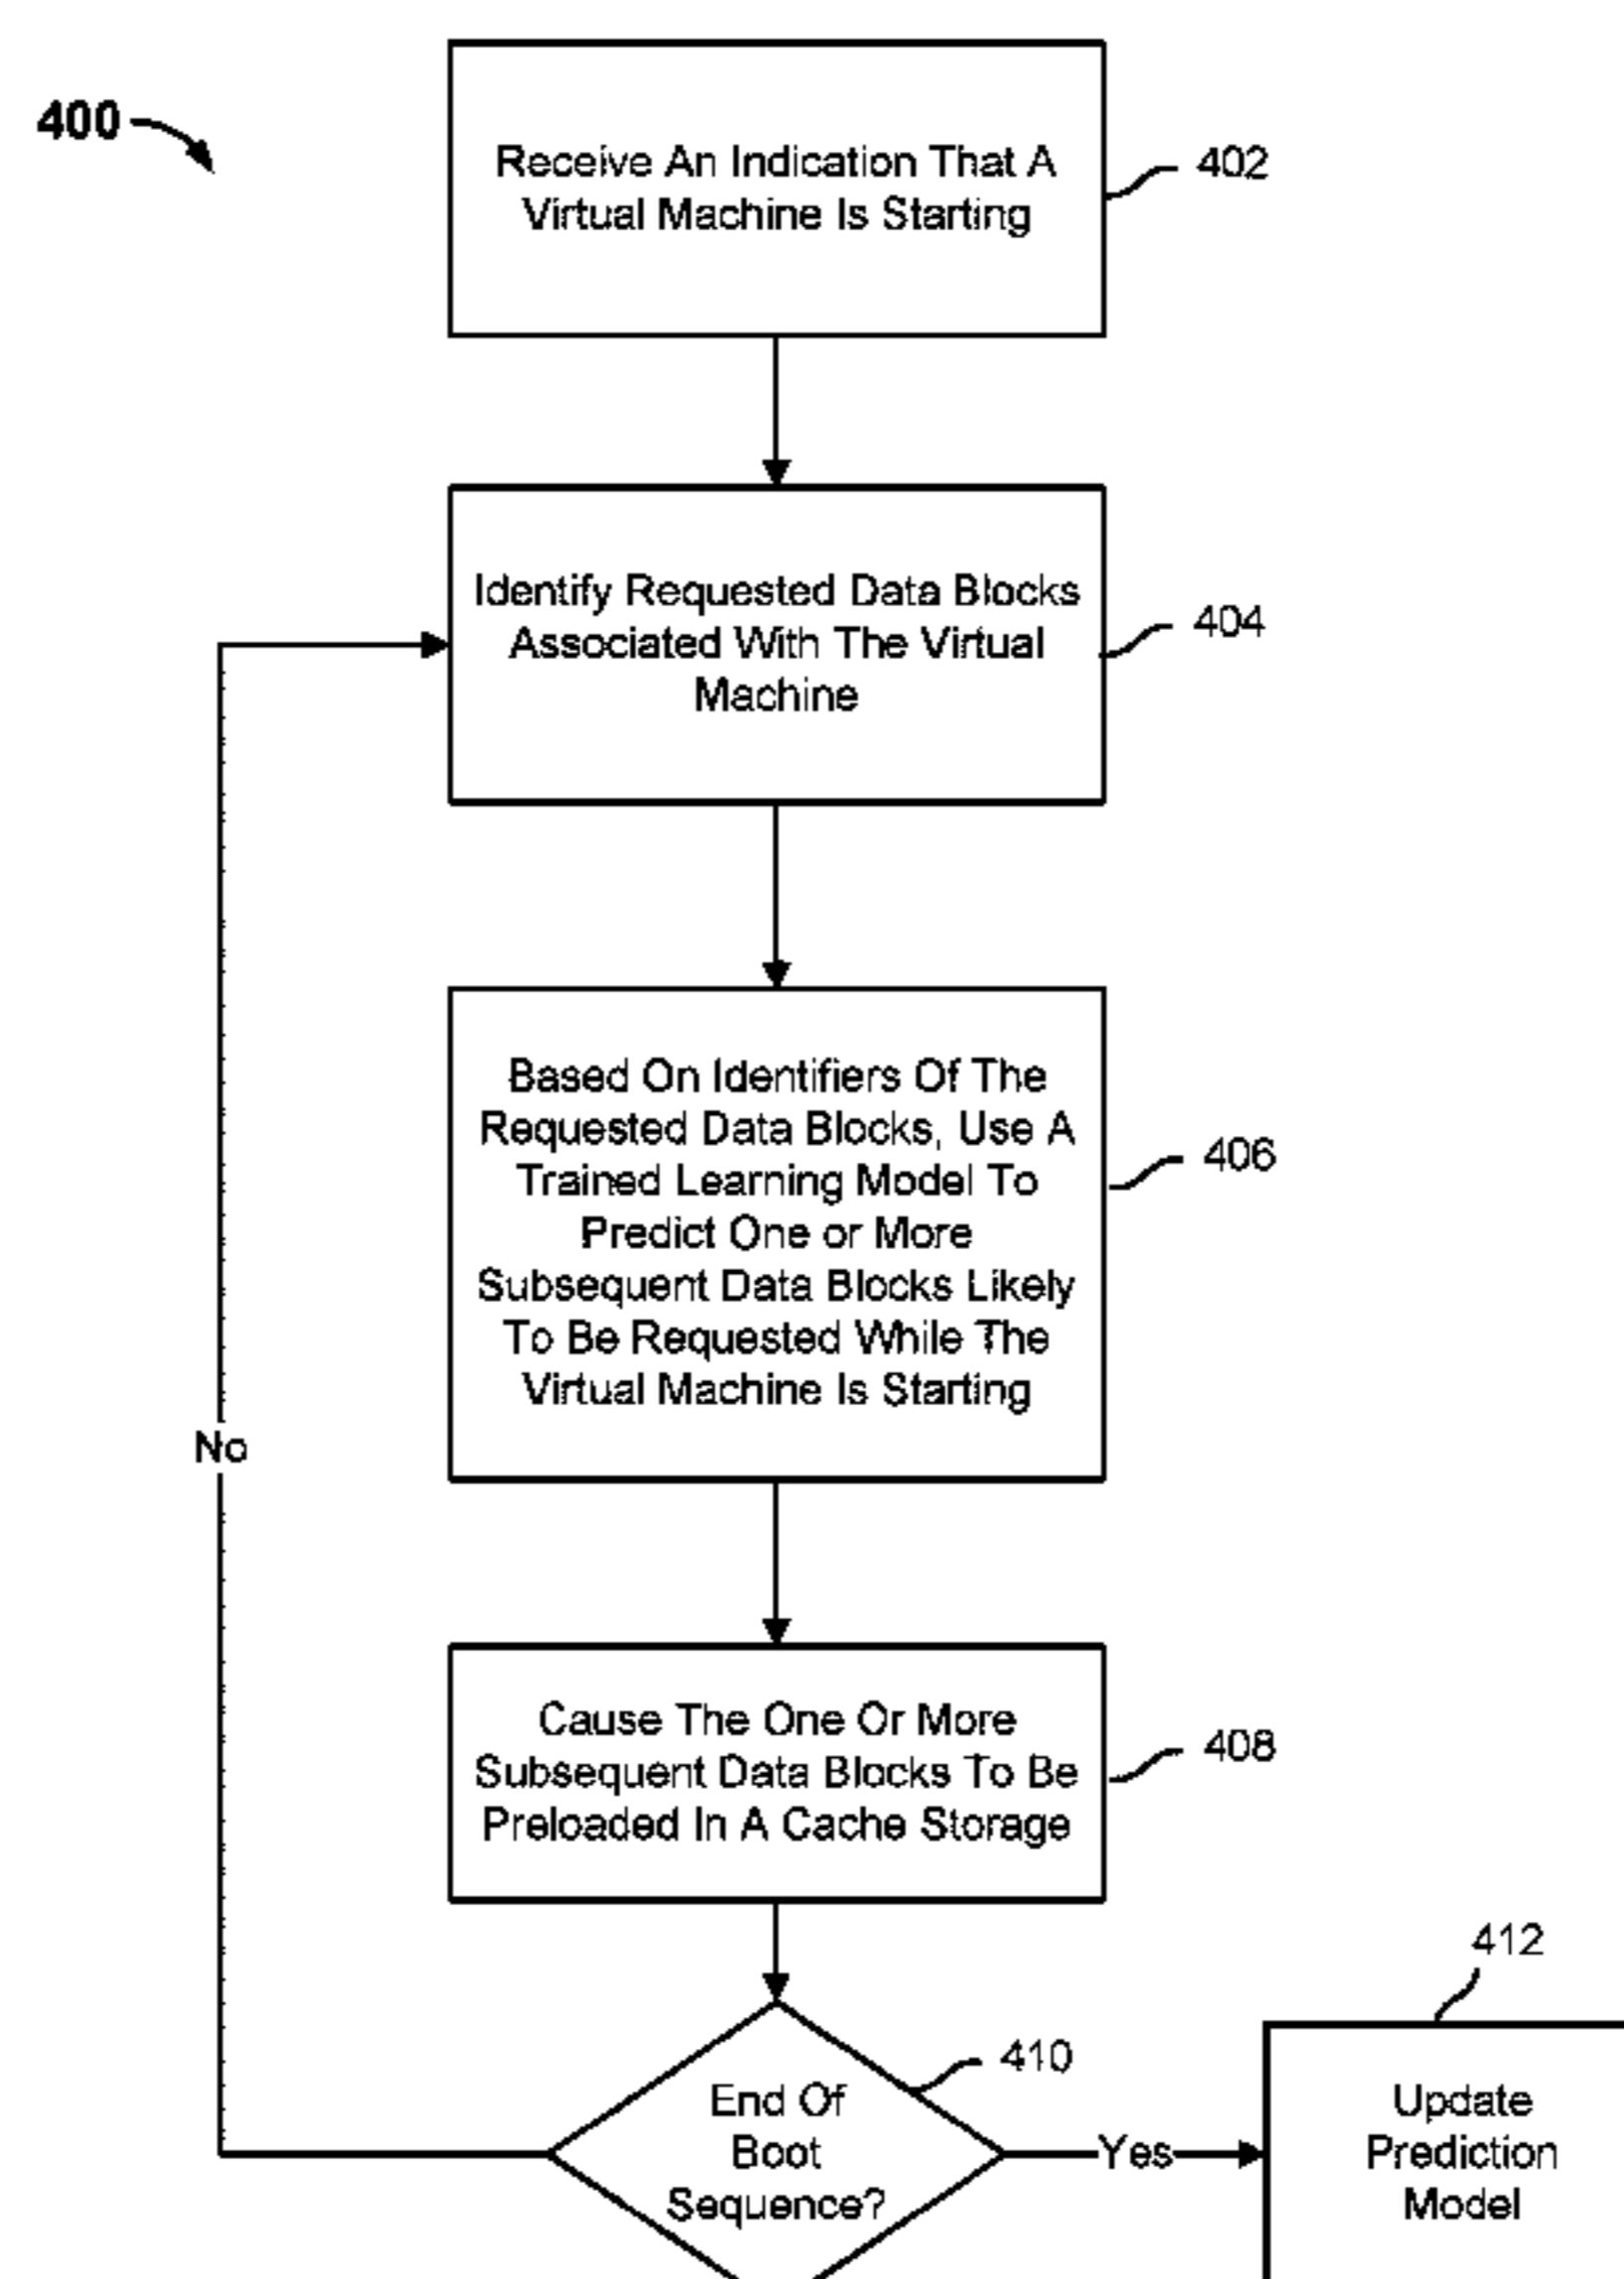 400
Receive An Indication That A
Virtual Machine Is Starting
402
Identify Requested Data Blocks
Associated With The Virtual
Machine
404
Based On Identifiers Of The
Requested Data Blocks, Use A
Trained Learning Model To
Predict One or More
Subsequent Data Blocks Likely
To Be Requested While The
Virtual Machine Is Starting
406
No
Cause The One Or More
Subsequent Data Blocks To Be
Preloaded In A Cache Storage
408
End Of
Boot
Sequence?
410
Yes
412
Update
Prediction
Model